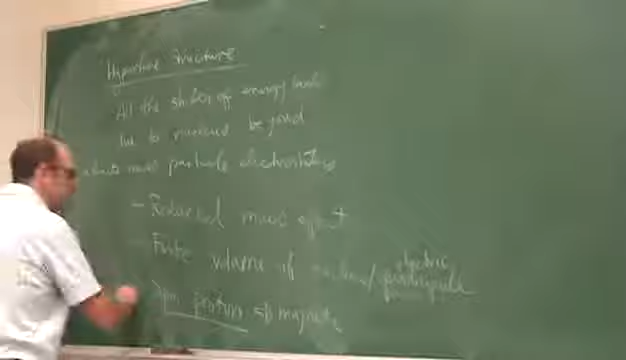 Hyperfine structure
All the shifts of energy levels
due to nucleus beyond
mass particle electrostatics
- Reduced mass effect
- Finite volume of nucleus / electric quadrupole
Spin proton => magnetic